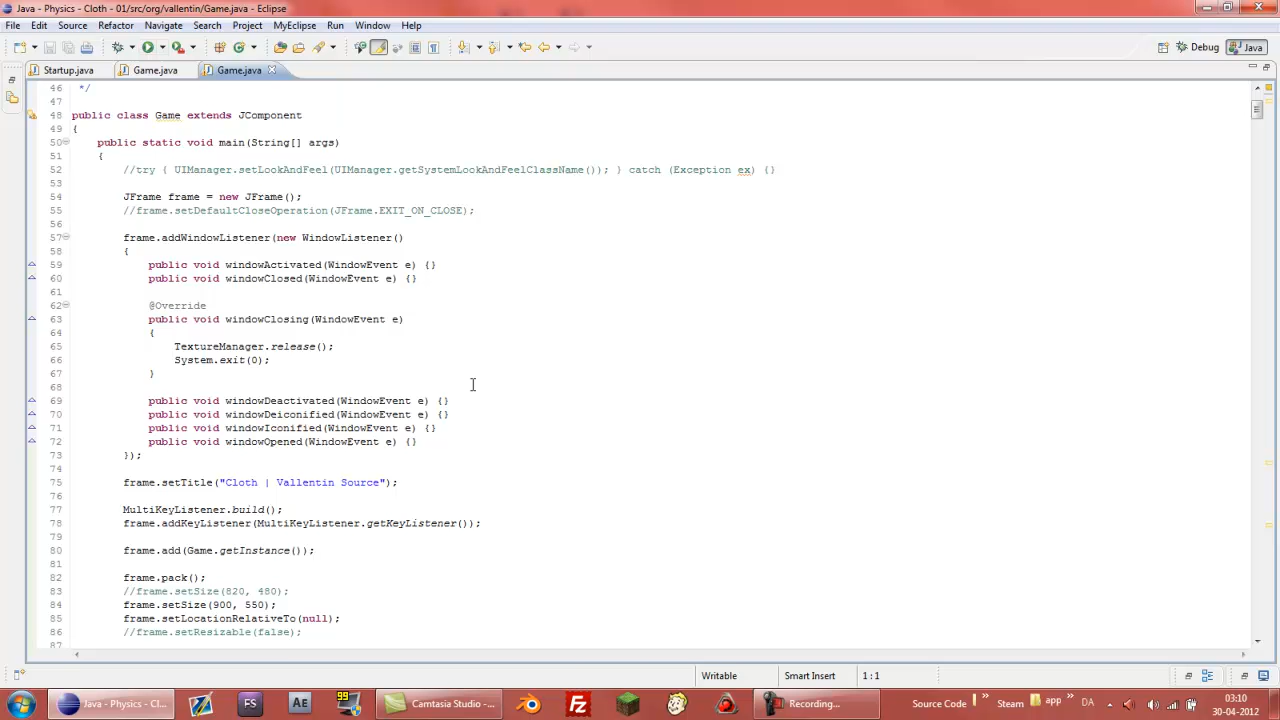 Java - Physics - Cloth - 01/src/org/vallentin/Game.java - Eclipse
File Edit Source Refactor Navigate Search Project MyEclipse Run Window Help
Debug Java
Startup.java Game.java Game.java
46 */
47
48 public class Game extends JComponent
49 {
50 public static void main(String[] args)
51 {
52 //try { UIManager.setLookAndFeel(UIManager.getSystemLookAndFeelClassName()); } catch (Exception ex) {}
53
54 JFrame frame = new JFrame();
55 //frame.setDefaultCloseOperation(JFrame.EXIT_ON_CLOSE);
56
57 frame.addWindowListener(new WindowListener()
58 {
59 public void windowActivated(WindowEvent e) {}
60 public void windowClosed(WindowEvent e) {}
61
62 @Override
63 public void windowClosing(WindowEvent e)
64 {
65 TextureManager.release();
66 System.exit(0);
67 }
68
69 public void windowDeactivated(WindowEvent e) {}
70 public void windowDeiconified(WindowEvent e) {}
71 public void windowIconified(WindowEvent e) {}
72 public void windowOpened(WindowEvent e) {}
73 });
74
75 frame.setTitle("Cloth | Vallentin Source");
76
77 MultiKeyListener.build();
78 frame.addKeyListener(MultiKeyListener.getKeyListener());
79
80 frame.add(Game.getInstance());
81
82 frame.pack();
83 //frame.setSize(820, 480);
84 frame.setSize(900, 550);
85 frame.setLocationRelativeTo(null);
86 //frame.setResizable(false);
87
Writable Smart Insert 1 : 1
Java - Physics - Cl... FS Ae 99 Camtasia Studio - ... Fz Recording... Source Code » Steam » app » DA 03:10
30-04-2012